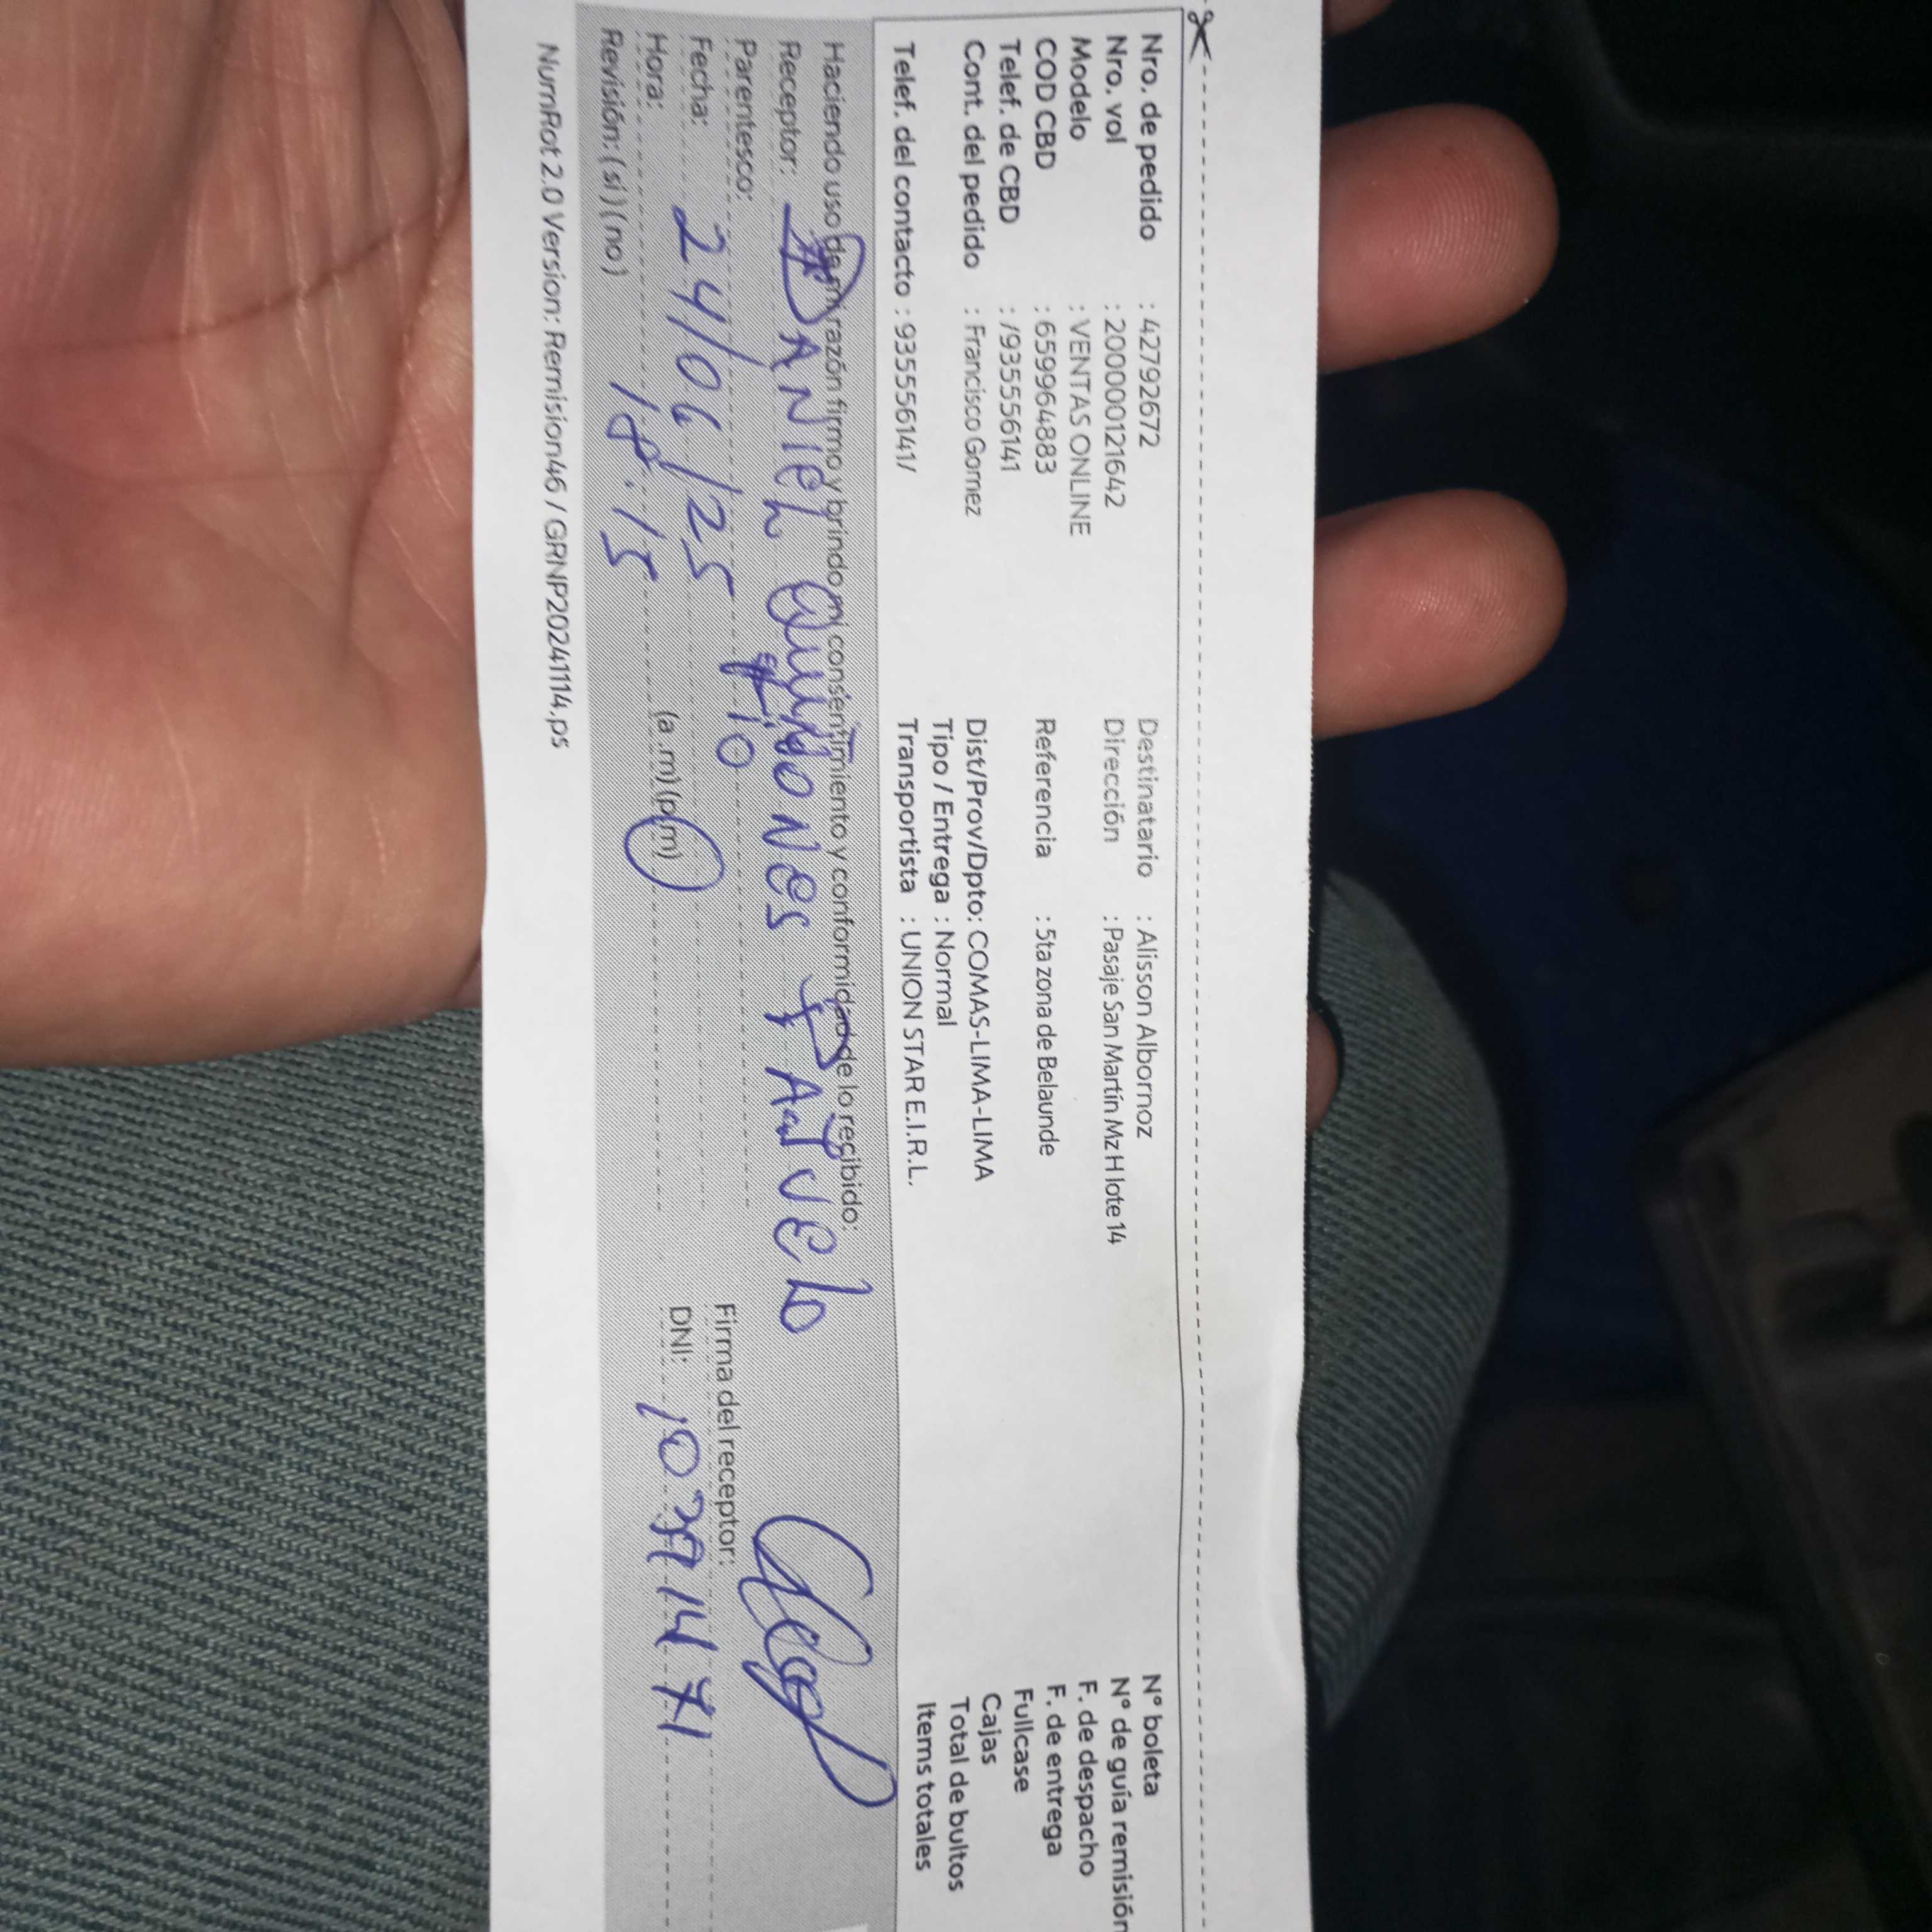 Nro. de pedido : 42792672
Nro. vol : 2000000121642
Modelo : VENTAS ONLINE
COD CBD : 659964883
Telef. de CBD : /935556141
Cont. del pedido : Francisco Gomez
Telef. del contacto : 935556141/
Destinatario : Alisson Albornoz
Dirección : Pasaje San Martín Mz H lote 14
Referencia : 5ta zona de Belaunde
Dist/Prov/Dpto: COMAS-LIMA-LIMA
Tipo / Entrega : Normal
Transportista : UNION STAR E.I.R.L.
N° boleta
N° de guía remisión
F. de despacho
F. de entrega
Fullcase
Cajas
Total de bultos
Items totales
Haciendo uso de mi razón firmo y brindo mi consentimiento y conformidad de lo recibido:
Receptor: DANIEL QUIÑONES
Parentesco: tio
Fecha: 24/06/25
Hora: 18:15 (a .m) (p m)
Revisión: (si) (no)
Firma del receptor:
DNI:
NumRot 2.0 Version: Remision46 / GRNP20241114.ps